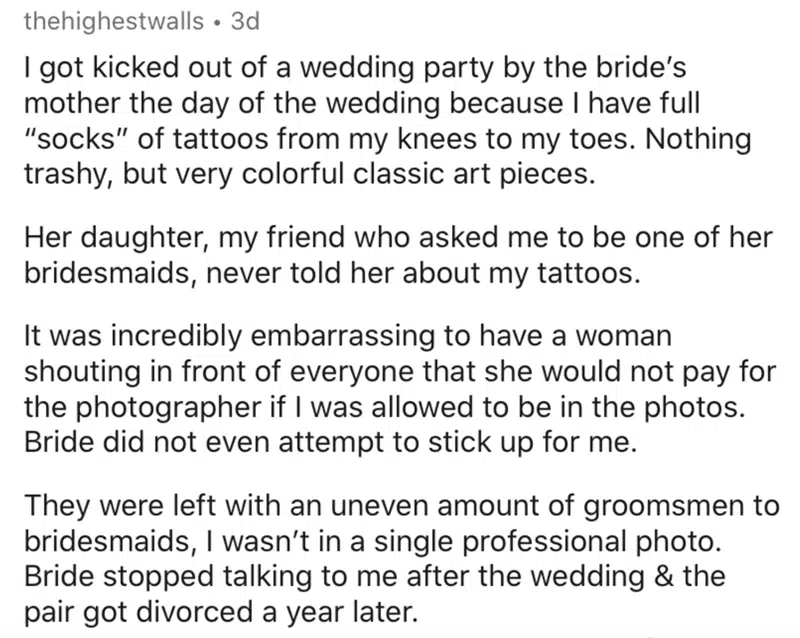 thehighestwalls • 3d
I got kicked out of a wedding party by the bride’s
mother the day of the wedding because I have full
“socks” of tattoos from my knees to my toes. Nothing
trashy, but very colorful classic art pieces.
Her daughter, my friend who asked me to be one of her
bridesmaids, never told her about my tattoos.
It was incredibly embarrassing to have a woman
shouting in front of everyone that she would not pay for
the photographer if I was allowed to be in the photos.
Bride did not even attempt to stick up for me.
They were left with an uneven amount of groomsmen to
bridesmaids, I wasn’t in a single professional photo.
Bride stopped talking to me after the wedding & the
pair got divorced a year later.